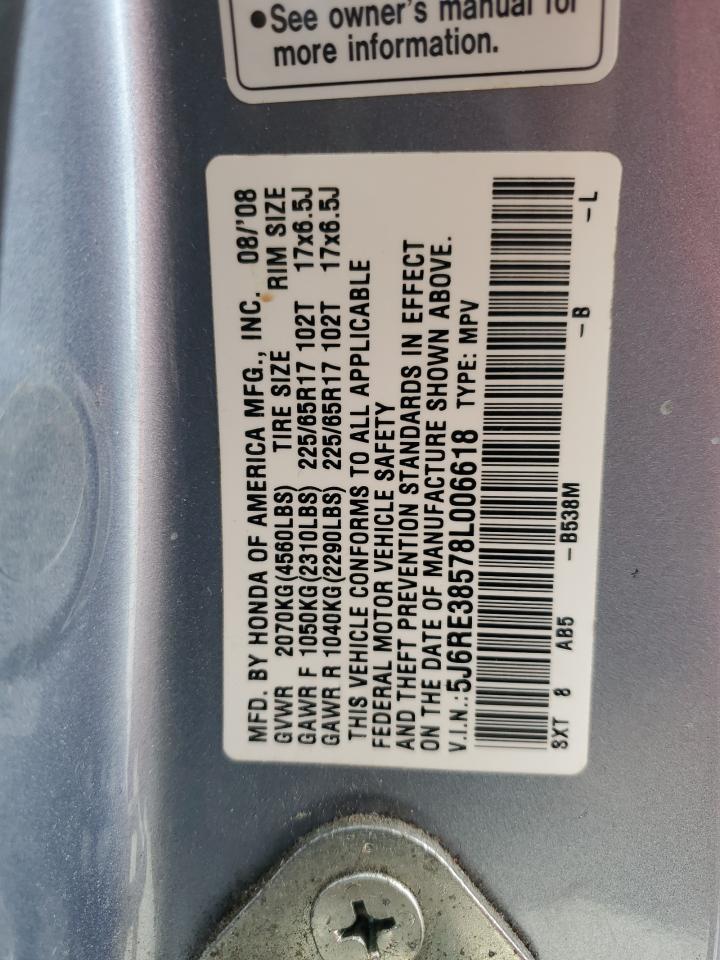 ●See owner's manual for
more information.
MFD. BY HONDA OF AMERICA MFG., INC. 08/'08
GVWR 2070KG(4560LBS) TIRE SIZE RIM SIZE
GAWR F 1050KG(2310LBS) 225/65R17 102T 17x6.5J
GAWR R 1040KG(2290LBS) 225/65R17 102T 17x6.5J
THIS VEHICLE CONFORMS TO ALL APPLICABLE
FEDERAL MOTOR VEHICLE SAFETY
AND THEFT PREVENTION STANDARDS IN EFFECT
ON THE DATE OF MANUFACTURE SHOWN ABOVE.
V.I.N.:5J6RE38578L006618 TYPE: MPV
SXT 8 AB5 –B538M –B –L